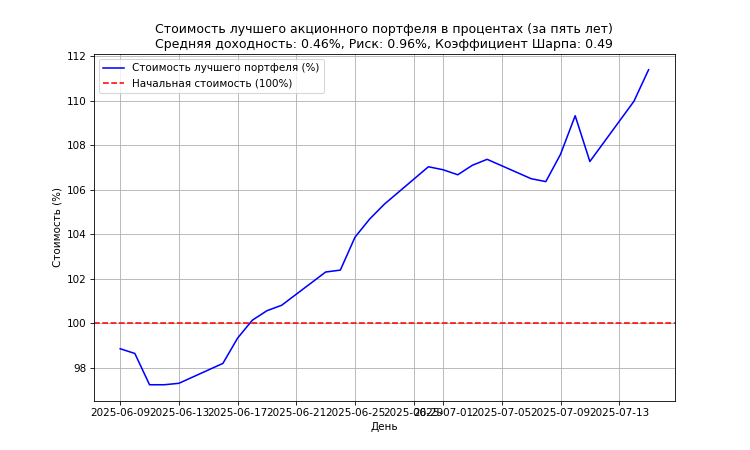 Стоимость лучшего акционного портфеля в процентах (за пять лет)
Средняя доходность: 0.46%, Риск: 0.96%, Коэффициент Шарпа: 0.49
Стоимость лучшего портфеля (%)
Начальная стоимость (100%)
Стоимость (%)
112
110
108
106
104
102
100
98
2025-06-09 2025-06-13 2025-06-17 2025-06-21 2025-06-25 2025-06-29 2025-07-01 2025-07-05 2025-07-09 2025-07-13
День